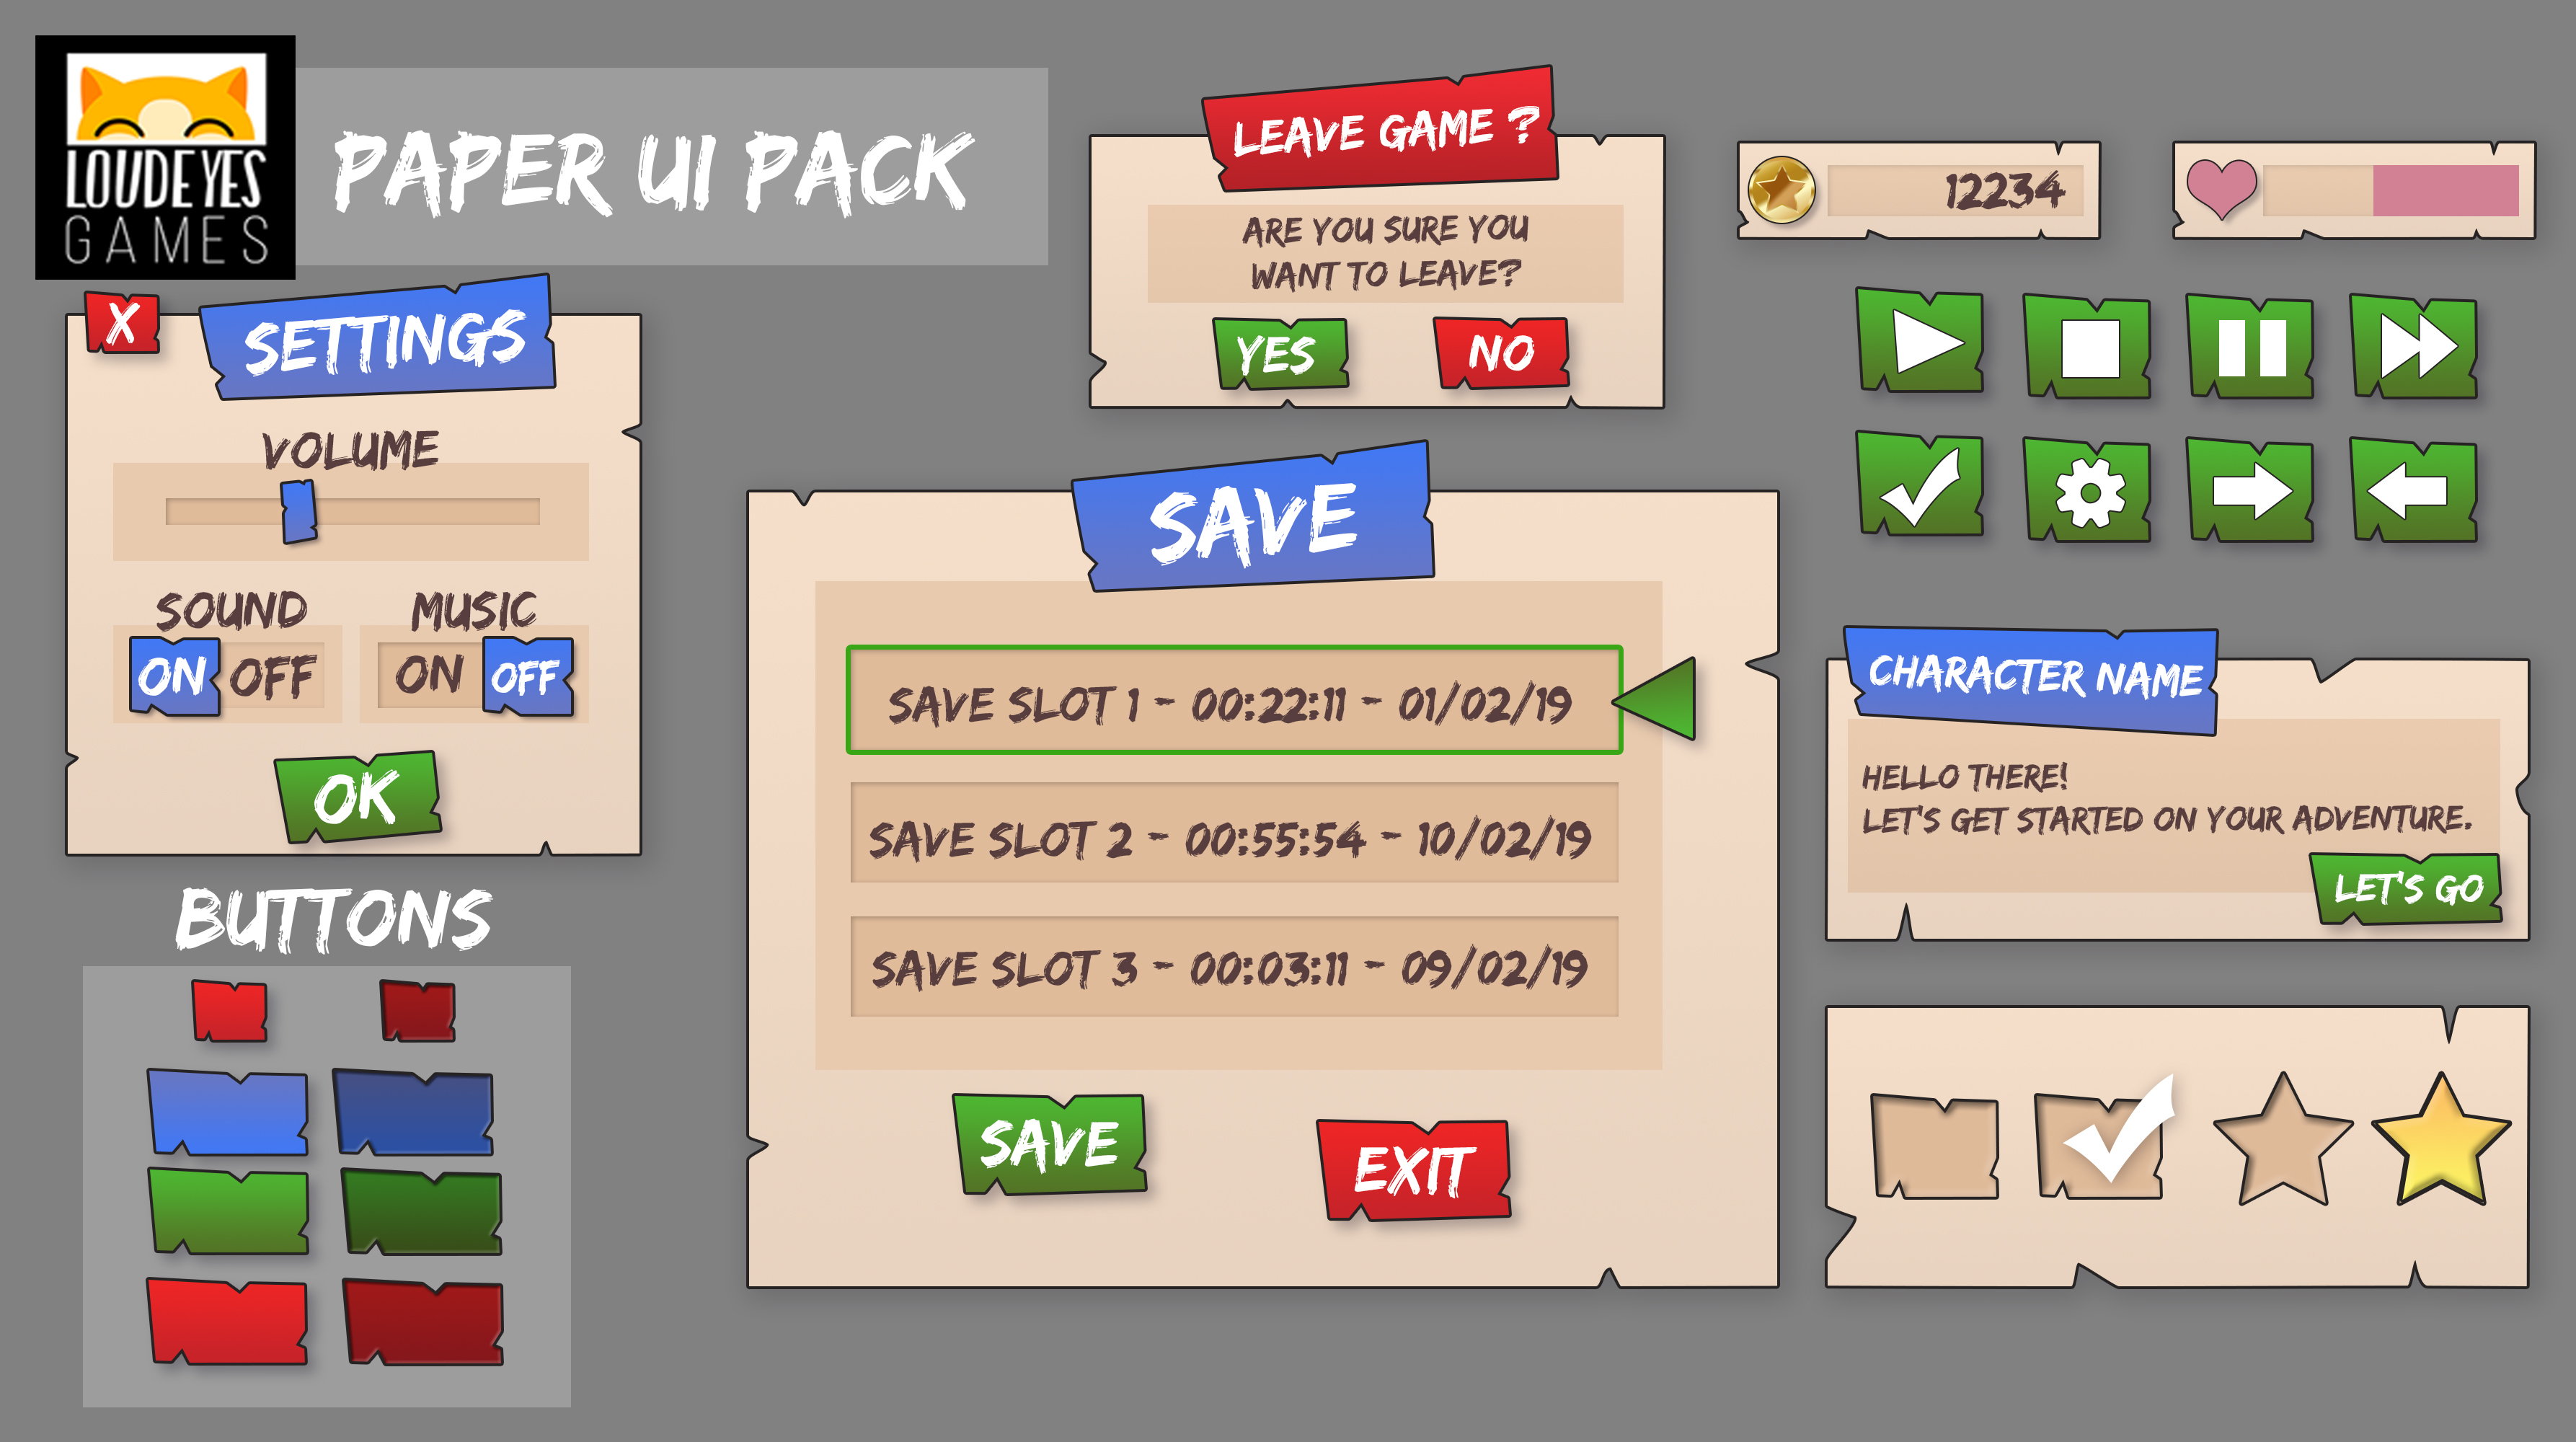 LOUDEYES
GAMES
PAPER UI PACK
LEAVE GAME ?
ARE YOU SURE YOU
WANT TO LEAVE?
YES
NO
12234
X
SETTINGS
VOLUME
SOUND
MUSIC
ON OFF
ON OFF
OK
SAVE
SAVE SLOT 1 - 00:22:11 - 01/02/19
SAVE SLOT 2 - 00:55:54 - 10/02/19
SAVE SLOT 3 - 00:03:11 - 09/02/19
SAVE
EXIT
CHARACTER NAME
HELLO THERE!
LET'S GET STARTED ON YOUR ADVENTURE.
LET'S GO
BUTTONS